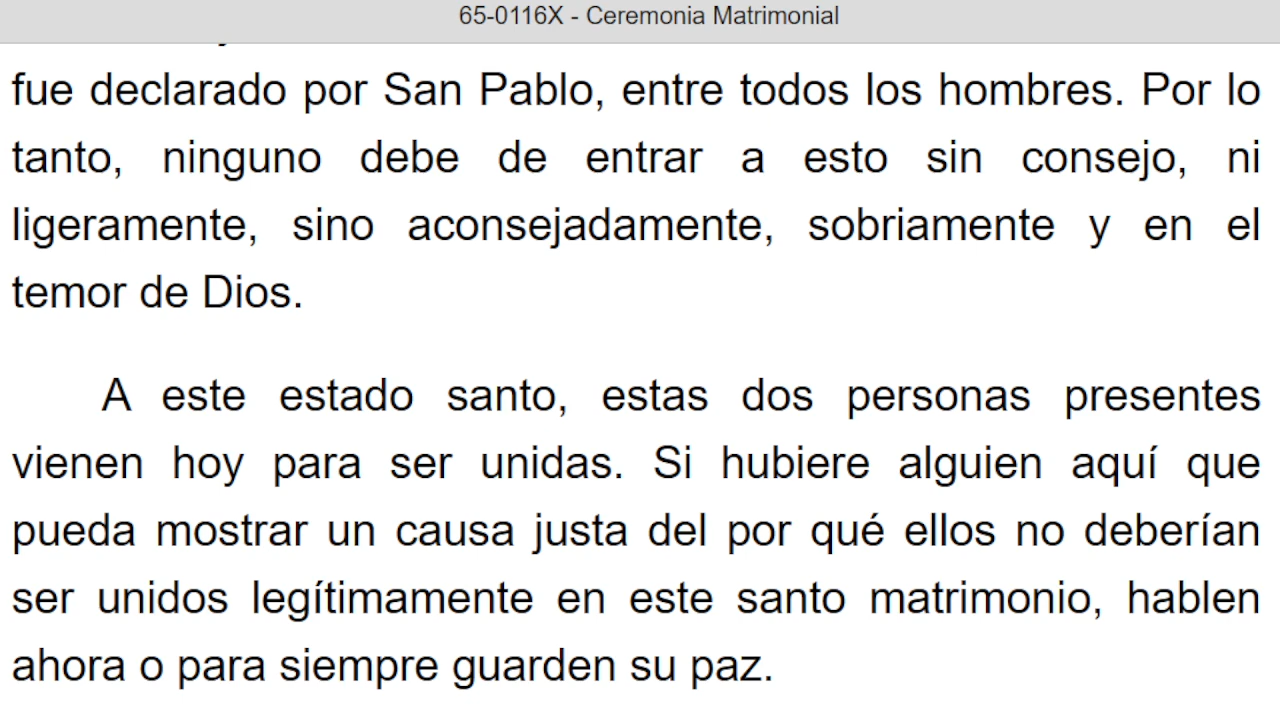 65-0116X - Ceremonia Matrimonial
fue declarado por San Pablo, entre todos los hombres. Por lo
tanto, ninguno debe de entrar a esto sin consejo, ni
ligeramente, sino aconsejadamente, sobriamente y en el
temor de Dios.
A este estado santo, estas dos personas presentes
vienen hoy para ser unidas. Si hubiere alguien aquí que
pueda mostrar un causa justa del por qué ellos no deberían
ser unidos legítimamente en este santo matrimonio, hablen
ahora o para siempre guarden su paz.